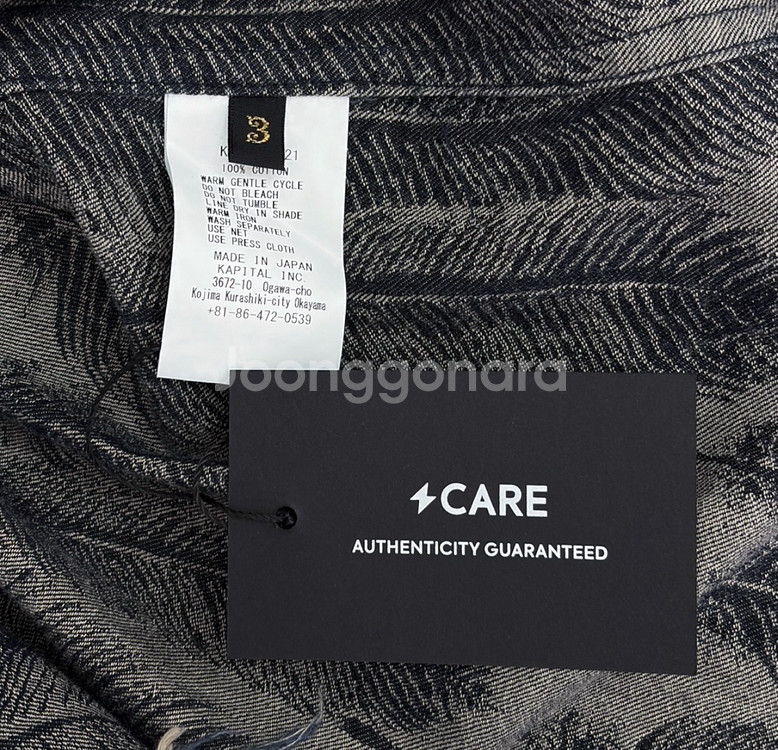 3
100% COTTON
WARM GENTLE CYCLE
DO NOT BLEACH
DO NOT TUMBLE
LINE DRY IN SHADE
WARM IRON
WASH SEPARATELY
USE NET
USE PRESS CLOTH
MADE IN JAPAN
KAPITAL INC.
3672-10 Ogawa-cho
Kojima Kurashiki-city Okayama
+81-86-472-0539
Joonggonara
CARE
AUTHENTICITY GUARANTEED